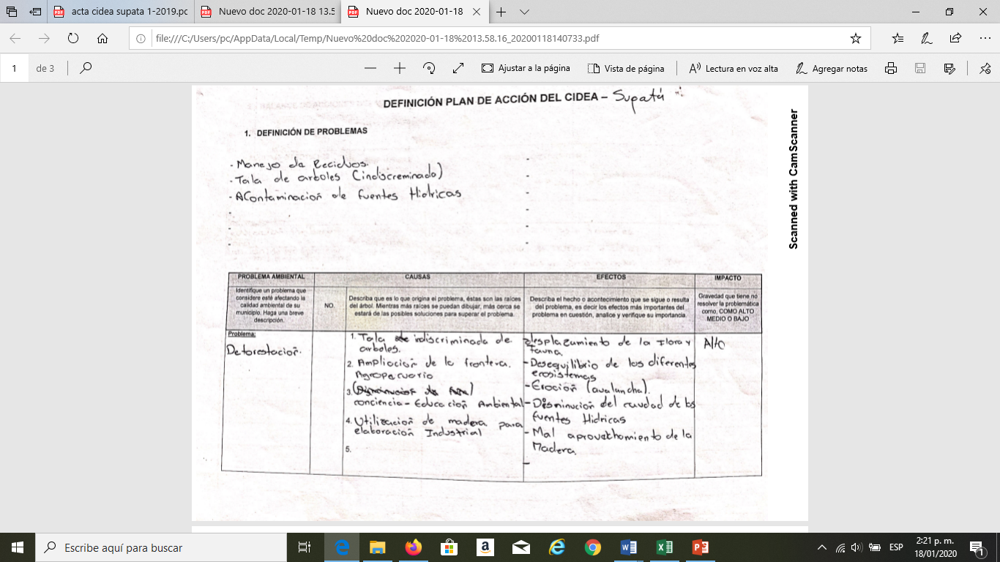 acta cidea supata 1-2019.pc
Nuevo doc 2020-01-18 13.5
Nuevo doc 2020-01-18
file:///C:/Users/pc/AppData/Local/Temp/Nuevo%20doc%202020-01-18%2013.58.16_20200118140733.pdf
1 de 3
Ajustar a la página
Vista de página
Lectura en voz alta
Agregar notas
DEFINICIÓN PLAN DE ACCIÓN DEL CIDEA – Supatá
Scanned with CamScanner
1. DEFINICIÓN DE PROBLEMAS
- Manejo de Reciduos.
- Tala de arboles (indiscreminado)
- AContaminación de fuentes Hidricas
PROBLEMA AMBIENTAL
CAUSAS
EFECTOS
IMPACTO
Identifique un problema que
considere esté afectando la
calidad ambiental de su
municipio. Haga una breve
descripción.
NO.
Describa que es lo que origina el problema, éstas son las raíces
del árbol. Mientras más raíces se puedan dibujar, más cerca se
estará de las posibles soluciones para superar el problema.
Describa el hecho o acontecimiento que se sigue o resulta
del problema, es decir los efectos más importantes del
problema en cuestión, analice y verifique su importancia.
Gravedad que tiene no
resolver la problemática
como, COMO ALTO
MEDIO O BAJO
Problema:
Deforestación.
1. Tala indiscriminada de
arboles.
2. Ampliación de la frontera.
Agropecuario
3.
conciencia - Educación Ambiental
4. Utilización de madera para
elaboración Industrial
5.
desplazamiento de la flora y
fauna.
- Desequilibrio de los diferentes
ecosistemas
- Eroción (avalancha).
- Disminución del caudad de las
fuentes Hidricas
- Mal aprovechamiento de la
Madera.
-
Alto
Escribe aquí para buscar
ESP
2:21 p. m.
18/01/2020
1